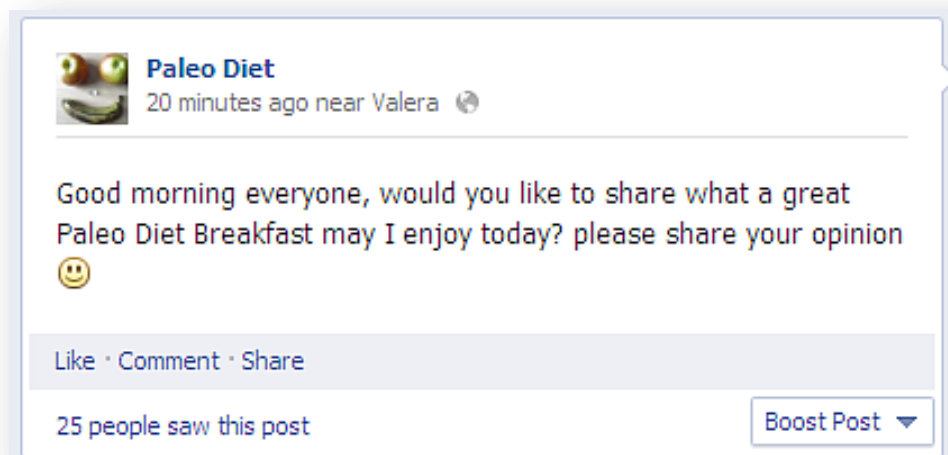 Paleo Diet
20 minutes ago near Valera
Good morning everyone, would you like to share what a great
Paleo Diet Breakfast may I enjoy today? please share your opinion
Like · Comment · Share
25 people saw this post
Boost Post